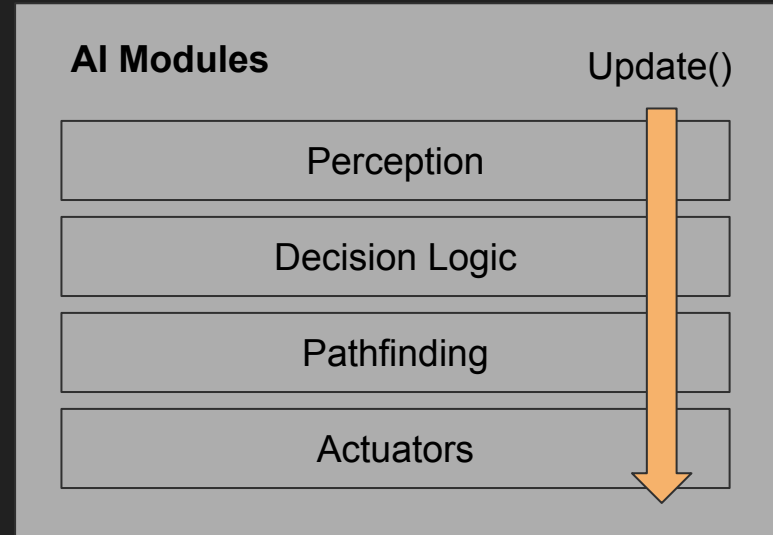 AI Modules
Update()
Perception
Decision Logic
Pathfinding
Actuators